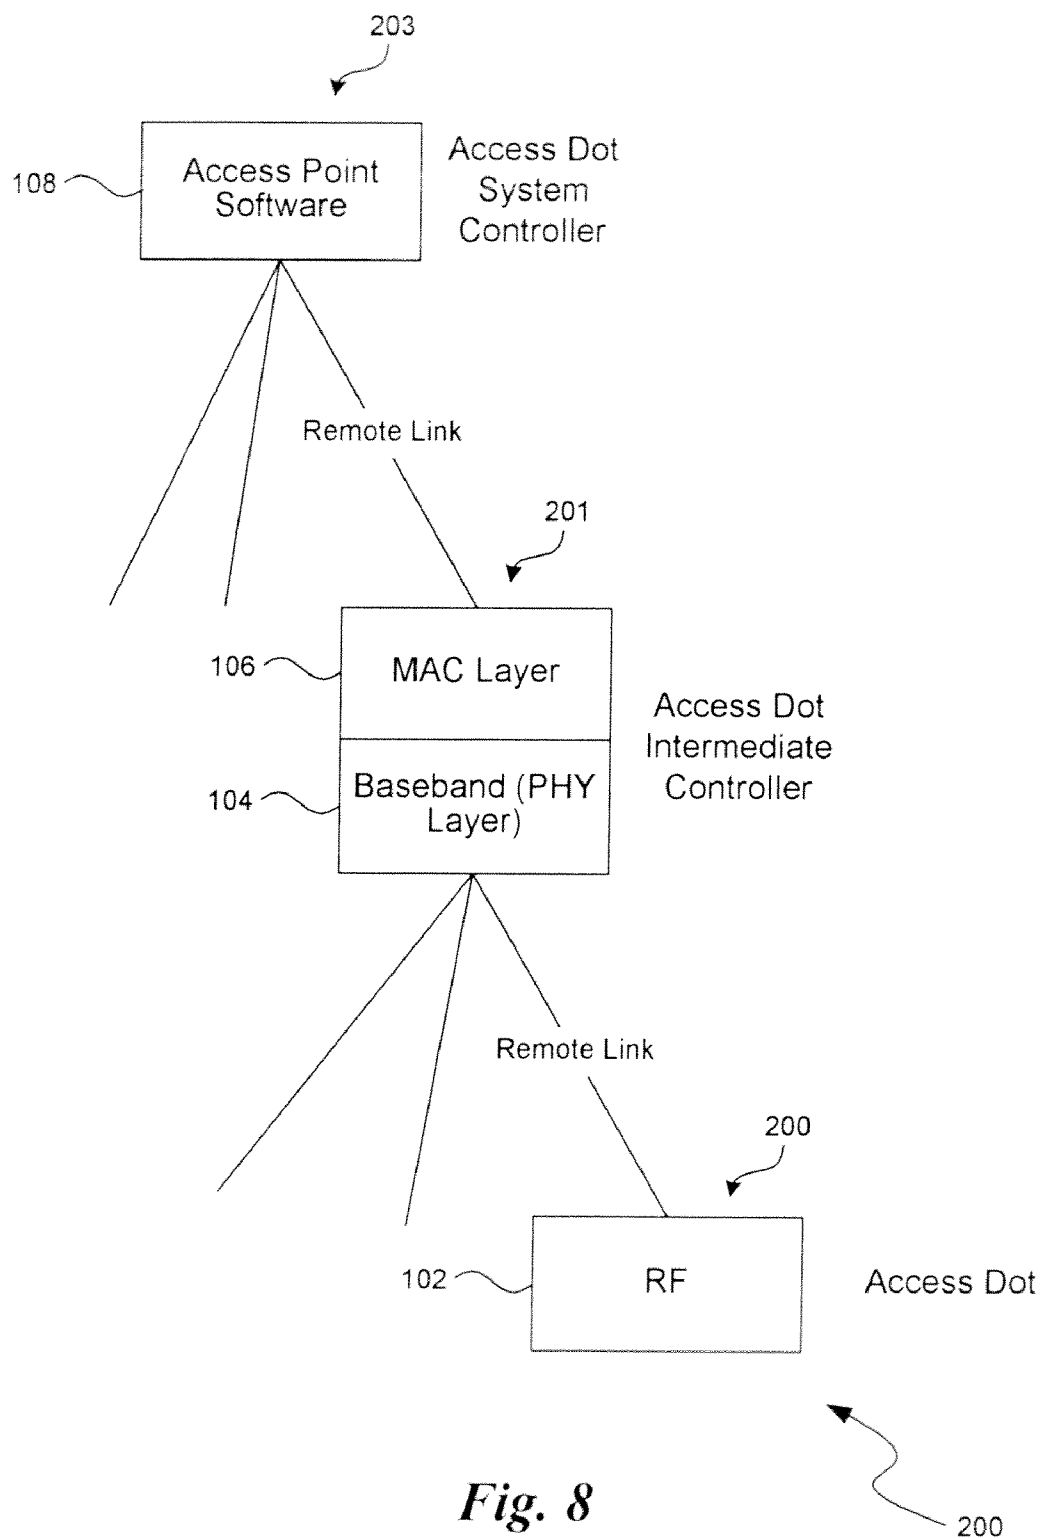 203
108
Access Point
Software
Access Dot
System
Controller
Remote Link
201
106
MAC Layer
104
Baseband (PHY
Layer)
Access Dot
Intermediate
Controller
Remote Link
200
102
RF
Access Dot
Fig. 8
200